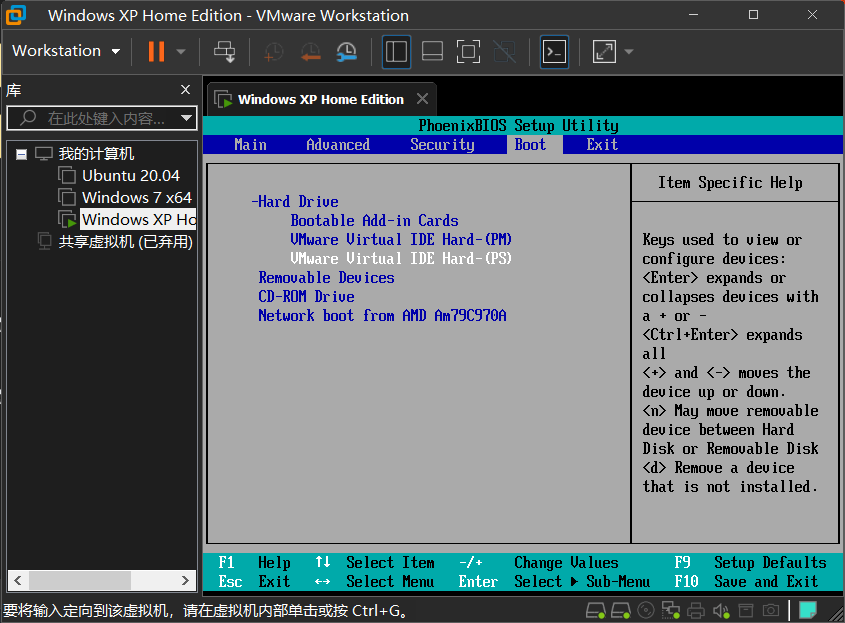 Windows XP Home Edition - VMware Workstation
Workstation
库
在此处键入内容...
我的计算机
Ubuntu 20.04
Windows 7 x64
Windows XP Ho
共享虚拟机 (已弃用)
Windows XP Home Edition
PhoenixBIOS Setup Utility
Main Advanced Security Boot Exit
-Hard Drive
Bootable Add-in Cards
VMware Virtual IDE Hard-(PM)
VMware Virtual IDE Hard-(PS)
Removable Devices
CD-ROM Drive
Network boot from AMD Am79C970A
Item Specific Help
Keys used to view or
configure devices:
<Enter> expands or
collapses devices with
a + or -
<Ctrl+Enter> expands
all
<+> and <-> moves the
device up or down.
<n> May move removable
device between Hard
Disk or Removable Disk
<d> Remove a device
that is not installed.
F1 Help ↑↓ Select Item -/+ Change Values F9 Setup Defaults
Esc Exit ↔ Select Menu Enter Select ▶ Sub-Menu F10 Save and Exit
要将输入定向到该虚拟机，请在虚拟机内部单击或按 Ctrl+G。